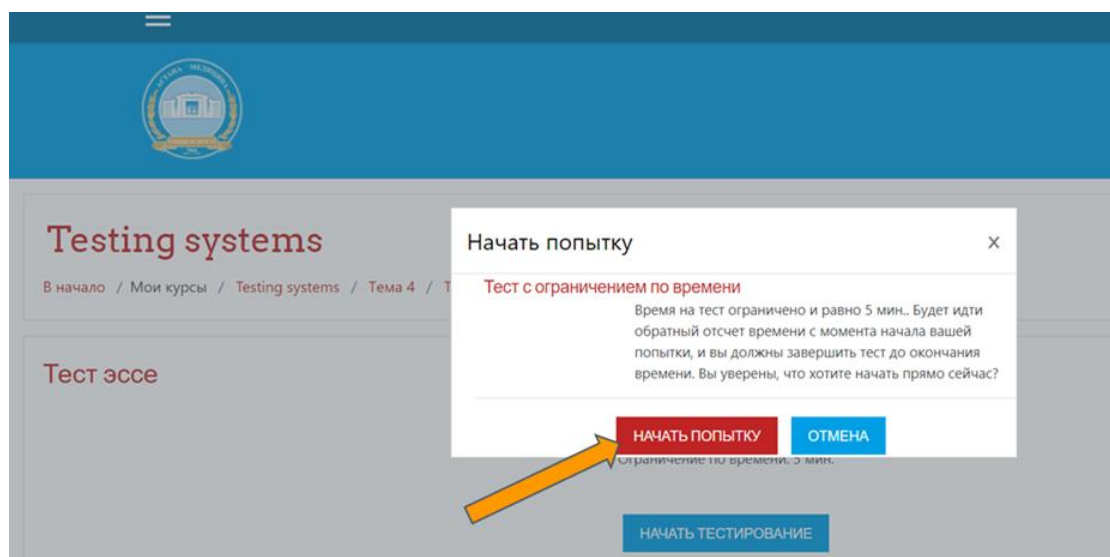 Testing systems
В начало / Мои курсы / Testing systems / Тема 4 / Т
Тест эссе
Начать попытку
Тест с ограничением по времени
Время на тест ограничено и равно 5 мин.. Будет идти
обратный отсчет времени с момента начала вашей
попытки, и вы должны завершить тест до окончания
времени. Вы уверены, что хотите начать прямо сейчас?
НАЧАТЬ ПОПЫТКУ ОТМЕНА
Ограничение по времени: 5 мин.
НАЧАТЬ ТЕСТИРОВАНИЕ